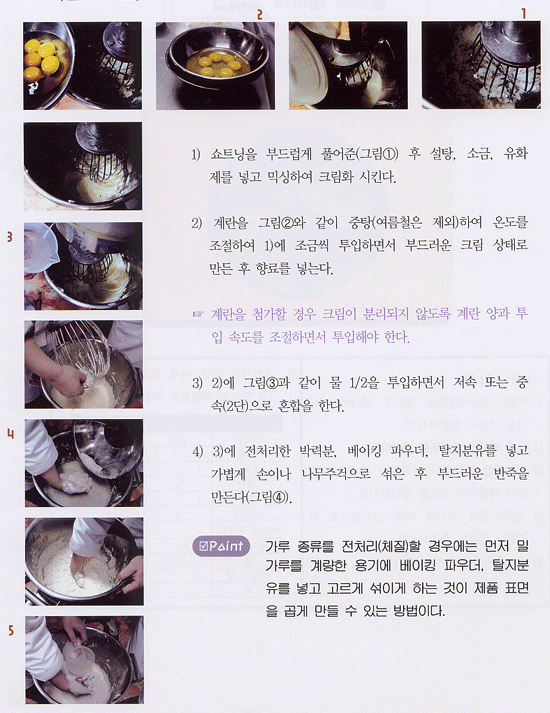 2
1
1) 쇼트닝을 부드럽게 풀어준(그림①) 후 설탕, 소금, 유화
제를 넣고 믹싱하여 크림화 시킨다.
2) 계란을 그림②와 같이 중탕(여름철은 제외)하여 온도를
조절하여 1)에 조금씩 투입하면서 부드러운 크림 상태로
만든 후 향료를 넣는다.
3
☞ 계란을 첨가할 경우 크림이 분리되지 않도록 계란 양과 투
입 속도를 조절하면서 투입해야 한다.
3) 2)에 그림③과 같이 물 1/2을 투입하면서 저속 또는 중
속(2단)으로 혼합을 한다.
4
4) 3)에 전처리한 박력분, 베이킹 파우더, 탈지분유를 넣고
가볍게 손이나 나무주걱으로 섞은 후 부드러운 반죽을
만든다(그림④).
☑Point
가루 종류를 전처리(체질)할 경우에는 먼저 밀
가루를 계량한 용기에 베이킹 파우더, 탈지분
유를 넣고 고르게 섞이게 하는 것이 제품 표면
을 곱게 만들 수 있는 방법이다.
5